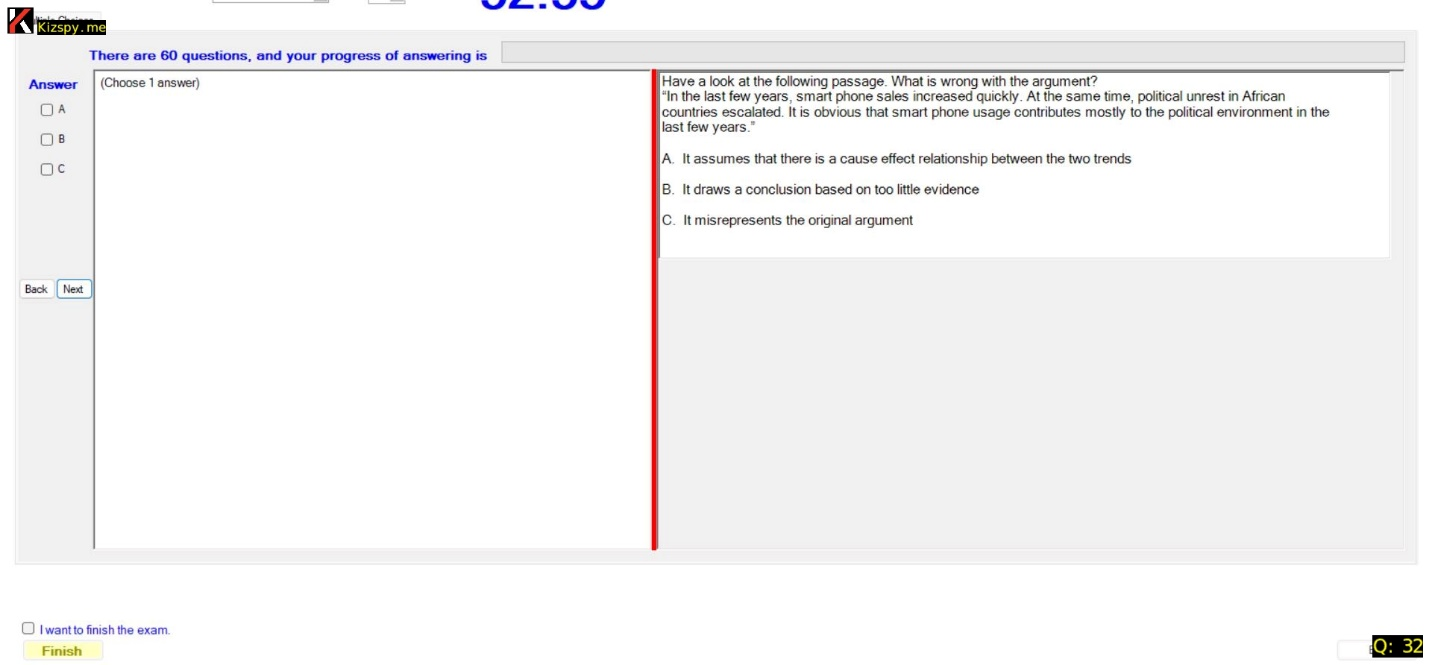 Kizspy.me
There are 60 questions, and your progress of answering is
Answer
(Choose 1 answer)
A
B
C
Back Next
Have a look at the following passage. What is wrong with the argument?
“In the last few years, smart phone sales increased quickly. At the same time, political unrest in African
countries escalated. It is obvious that smart phone usage contributes mostly to the political environment in the
last few years.”
A. It assumes that there is a cause effect relationship between the two trends
B. It draws a conclusion based on too little evidence
C. It misrepresents the original argument
I want to finish the exam.
Finish
Q: 32